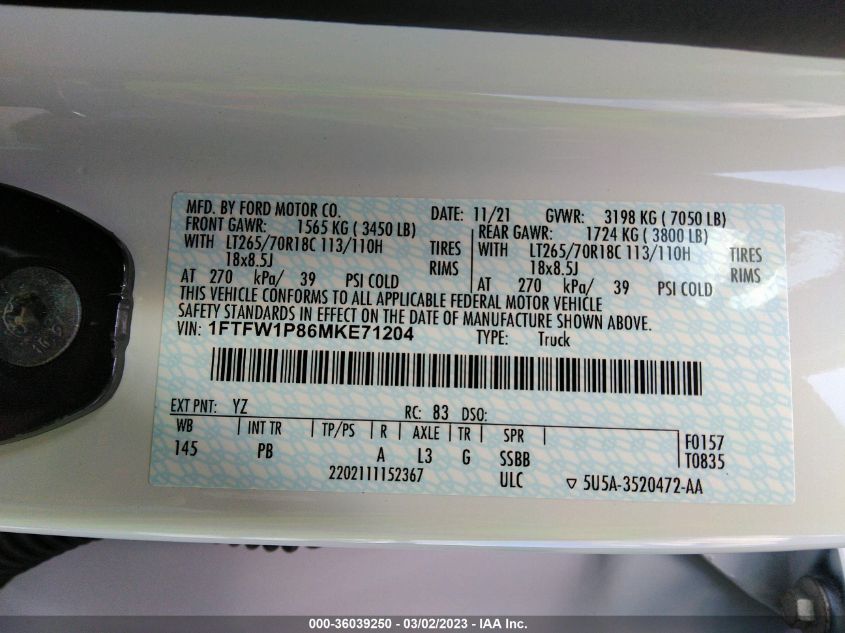 MFD. BY FORD MOTOR CO. DATE: 11/21 GVWR: 3198 KG ( 7050 LB)
FRONT GAWR: 1565 KG ( 3450 LB) REAR GAWR: 1724 KG ( 3800 LB)
WITH LT265/70R18C 113/110H TIRES WITH LT265/70R18C 113/110H TIRES
18x8.5J RIMS 18x8.5J RIMS
AT 270 kPa/ 39 PSI COLD AT 270 kPa/ 39 PSI COLD
THIS VEHICLE CONFORMS TO ALL APPLICABLE FEDERAL MOTOR VEHICLE
SAFETY STANDARDS IN EFFECT ON THE DATE OF MANUFACTURE SHOWN ABOVE.
VIN: 1FTFW1P86MKE71204 TYPE: Truck
EXT PNT: YZ RC: 83 DSO:
WB INT TR TP/PS R AXLE TR SPR F0157
145 PB A L3 G SSBB T0835
2202111152367 ULC ▽ 5U5A-3520472-AA
000-36039250 - 03/02/2023 - IAA Inc.